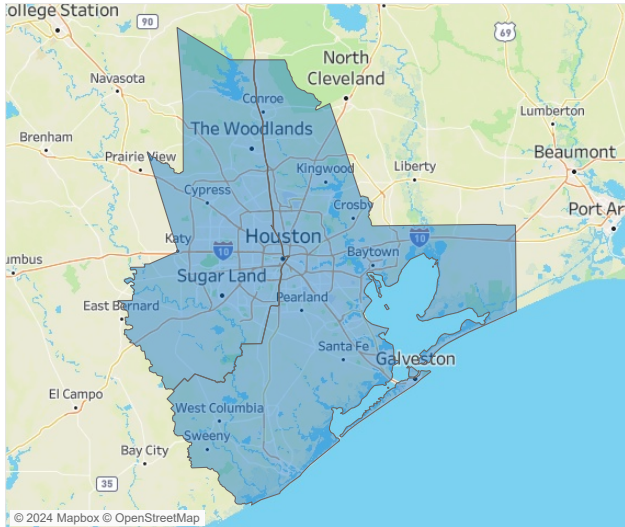 ollege Station
90
69
North
Cleveland
Navasota
Conroe
Lumberton
The Woodlands
Brenham
Beaumont
Prairie View
Kingwood
Liberty
Cypress
Crosby
Port Ar
Katy
Houston
10
10
umbus
Baytown
Sugar Land
East Bernard
Pearland
Santa Fe
Galveston
El Campo
West Columbia
Sweeny
Bay City
35
© 2024 Mapbox © OpenStreetMap